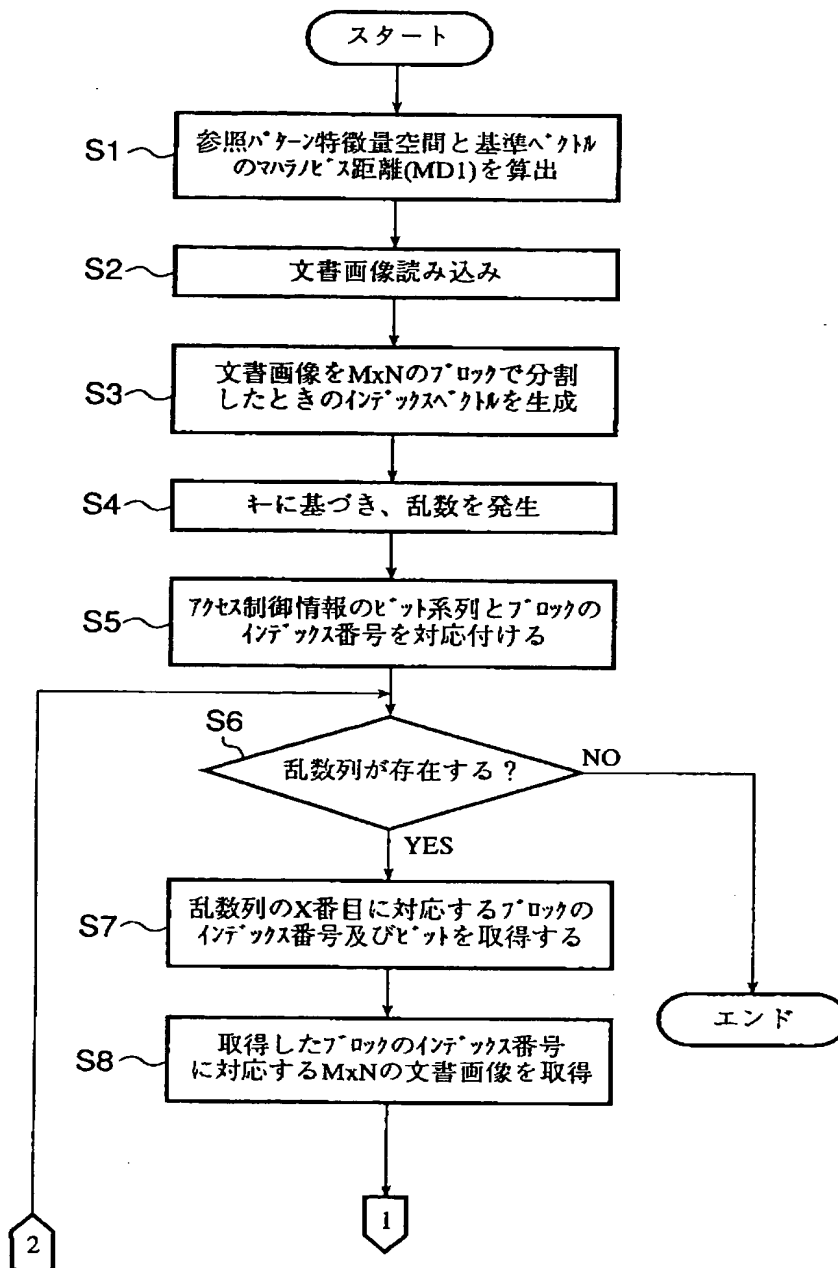 スタート
S1
参照パターン特徴量空間と基準ベクトル
のマハラノビス距離(MD1)を算出
S2
文書画像読み込み
S3
文書画像をMxNのブロックで分割
したときのインデックスベクトルを生成
S4
キーに基づき、乱数を発生
S5
アクセス制御情報のビット系列とブロックの
インデックス番号を対応付ける
S6
乱数列が存在する?
NO
YES
S7
乱数列のX番目に対応するブロックの
インデックス番号及びビットを取得する
エンド
S8
取得したブロックのインデックス番号
に対応するMxNの文書画像を取得
1
2